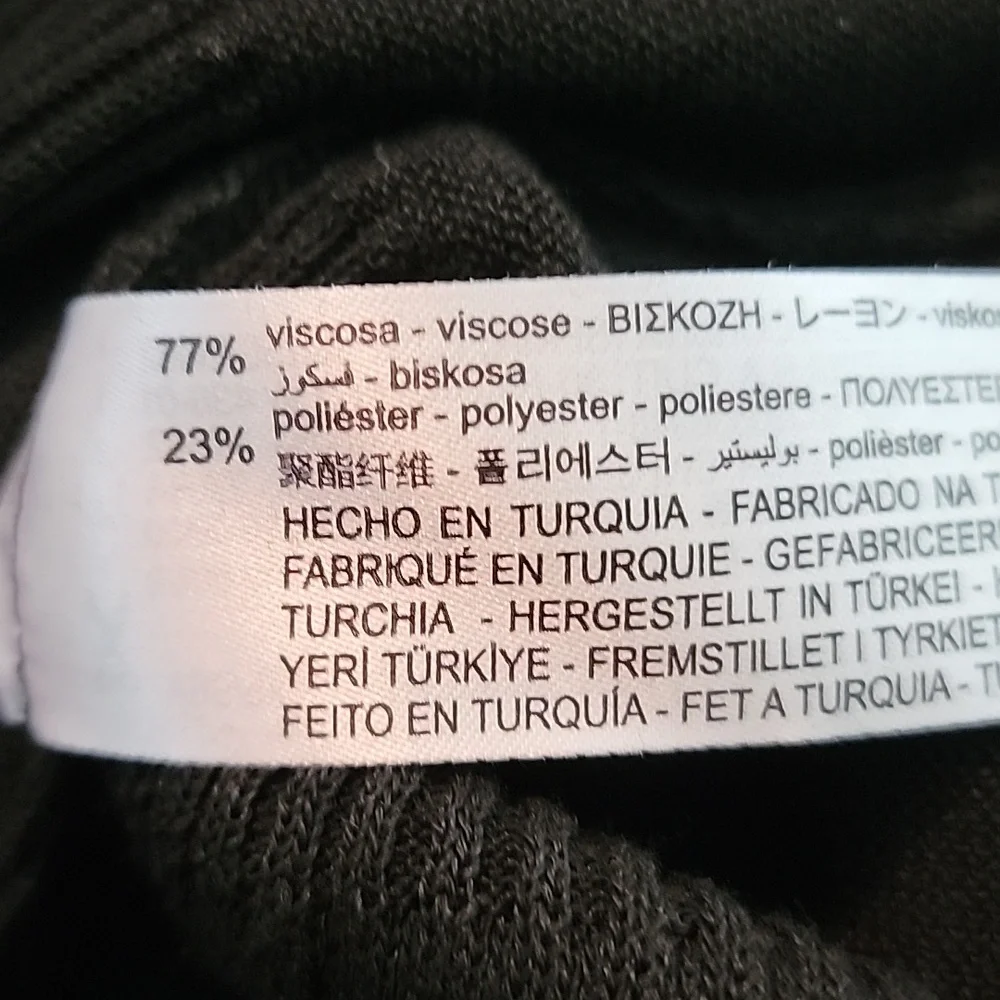 77% viscosa - viscose - ΒΙΣΚΟΖΗ - レーヨン - viskos
فسكوز - biskosa
23% poliéster - polyester - poliestere - ΠΟΛΥΕΣΤΕΡ
聚酯纤维 - 폴리에스터 - بوليستير - polièster - po
HECHO EN TURQUIA - FABRICADO NA T
FABRIQUÉ EN TURQUIE - GEFABRICEER
TURCHIA - HERGESTELLT IN TÜRKEI -
YERİ TÜRKİYE - FREMSTILLET I TYRKIET
FEITO EN TURQUÍA - FET A TURQUIA - T